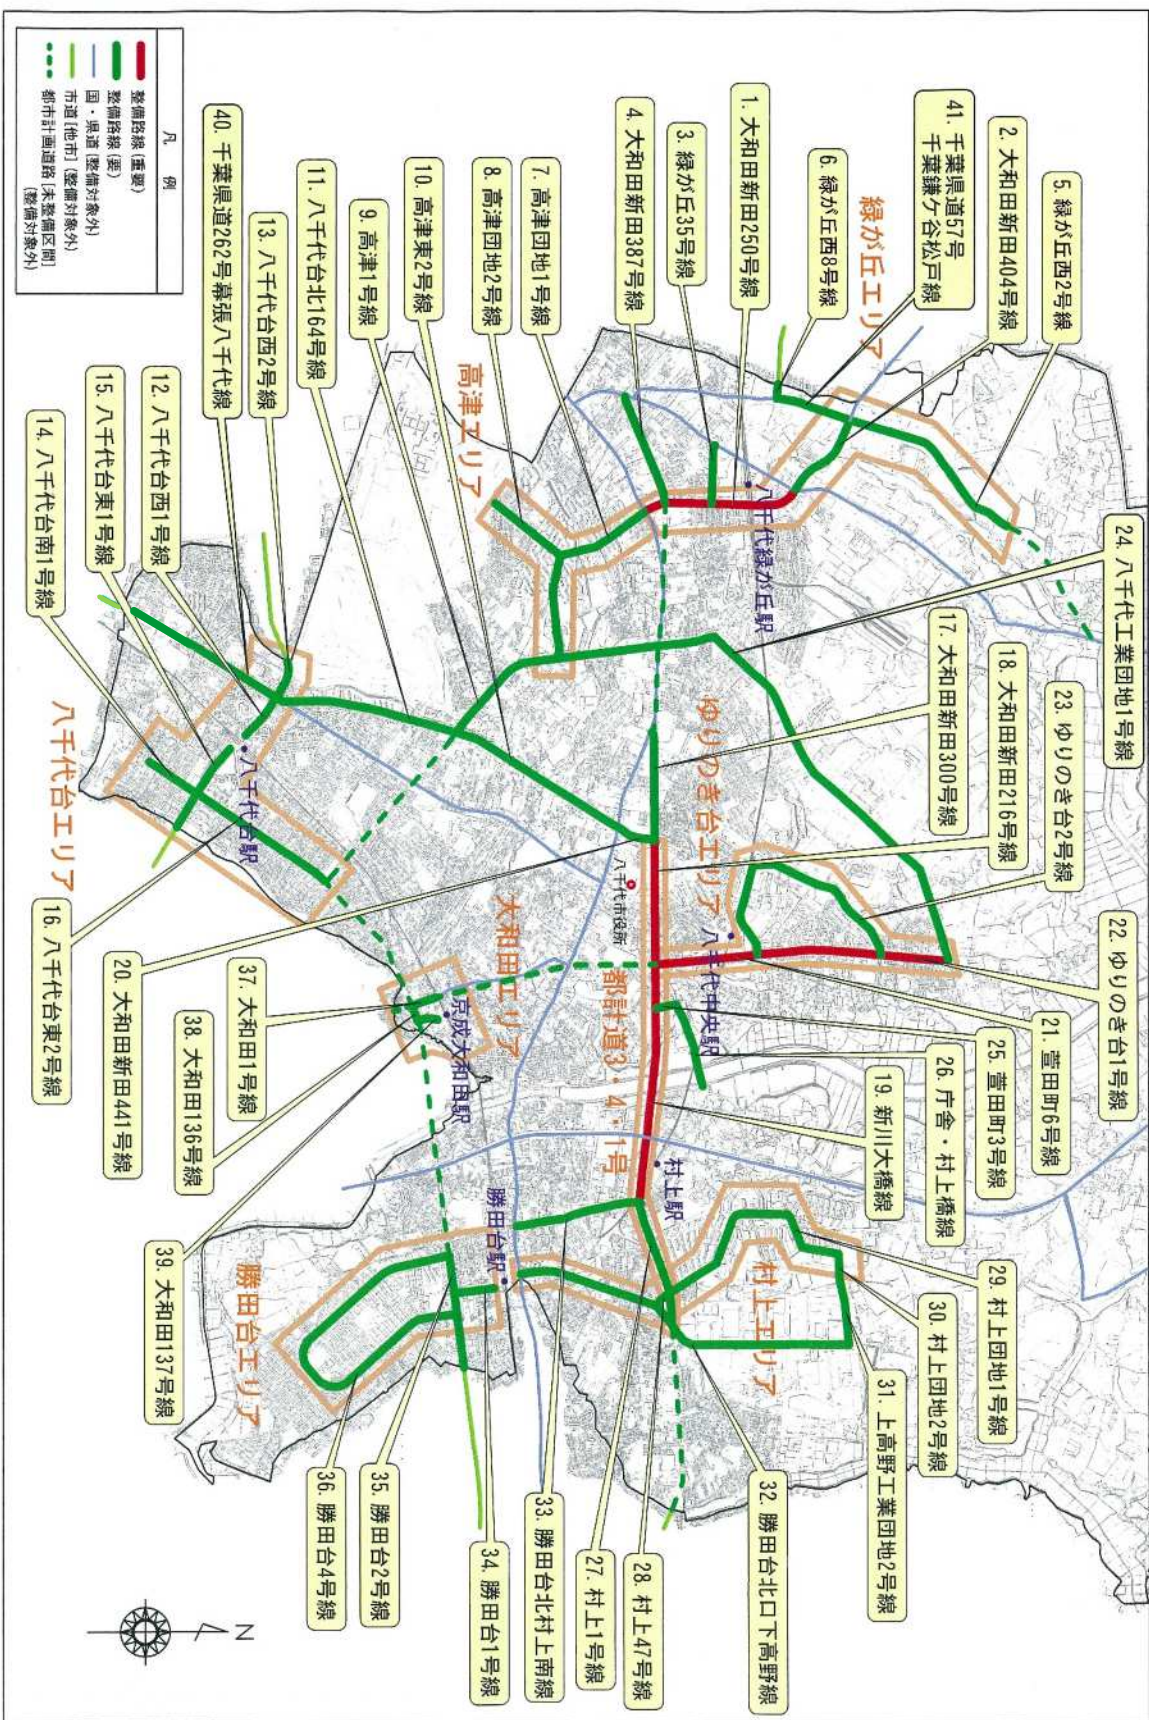 5. 緑が丘西2号線
2. 大和田新田404号線
41. 千葉県道57号
千葉鎌ケ谷松戸線
6. 緑が丘西8号線
1. 大和田新田250号線
3. 緑が丘35号線
4. 大和田新田387号線
7. 高津団地1号線
8. 高津団地2号線
10. 高津東2号線
9. 高津1号線
11. 八千代台北164号線
13. 八千代台西2号線
40. 千葉県道262号幕張八千代線
12. 八千代台西1号線
15. 八千代台東1号線
14. 八千代台南1号線
緑が丘エリア
高津エリア
八千代緑が丘駅
24. 八千代工業団地1号線
17. 大和田新田300号線
18. 大和田新田216号線
23. ゆりのき台2号線
22. ゆりのき台1号線
21. 萱田町6号線
25. 萱田町3号線
26. 庁舎・村上橋線
19. 新川大橋線
ゆりのき台エリア
八千代中央駅
八千代市役所
都計道3・4・1号
大和田エリア
京成大和田駅
八千代台エリア
八千代台駅
16. 八千代台東2号線
20. 大和田新田441号線
37. 大和田1号線
38. 大和田136号線
39. 大和田137号線
村上駅
村上エリア
勝田台駅
勝田台エリア
29. 村上団地1号線
30. 村上団地2号線
31. 上高野工業団地2号線
32. 勝田台北口下高野線
28. 村上47号線
27. 村上1号線
33. 勝田台北村上南線
34. 勝田台1号線
35. 勝田台2号線
36. 勝田台4号線
凡 例
整備路線(重要)
整備路線(要)
国・県道(整備対象外)
市道[他市](整備対象外)
都市計画道路[未整備区間]
(整備対象外)
N